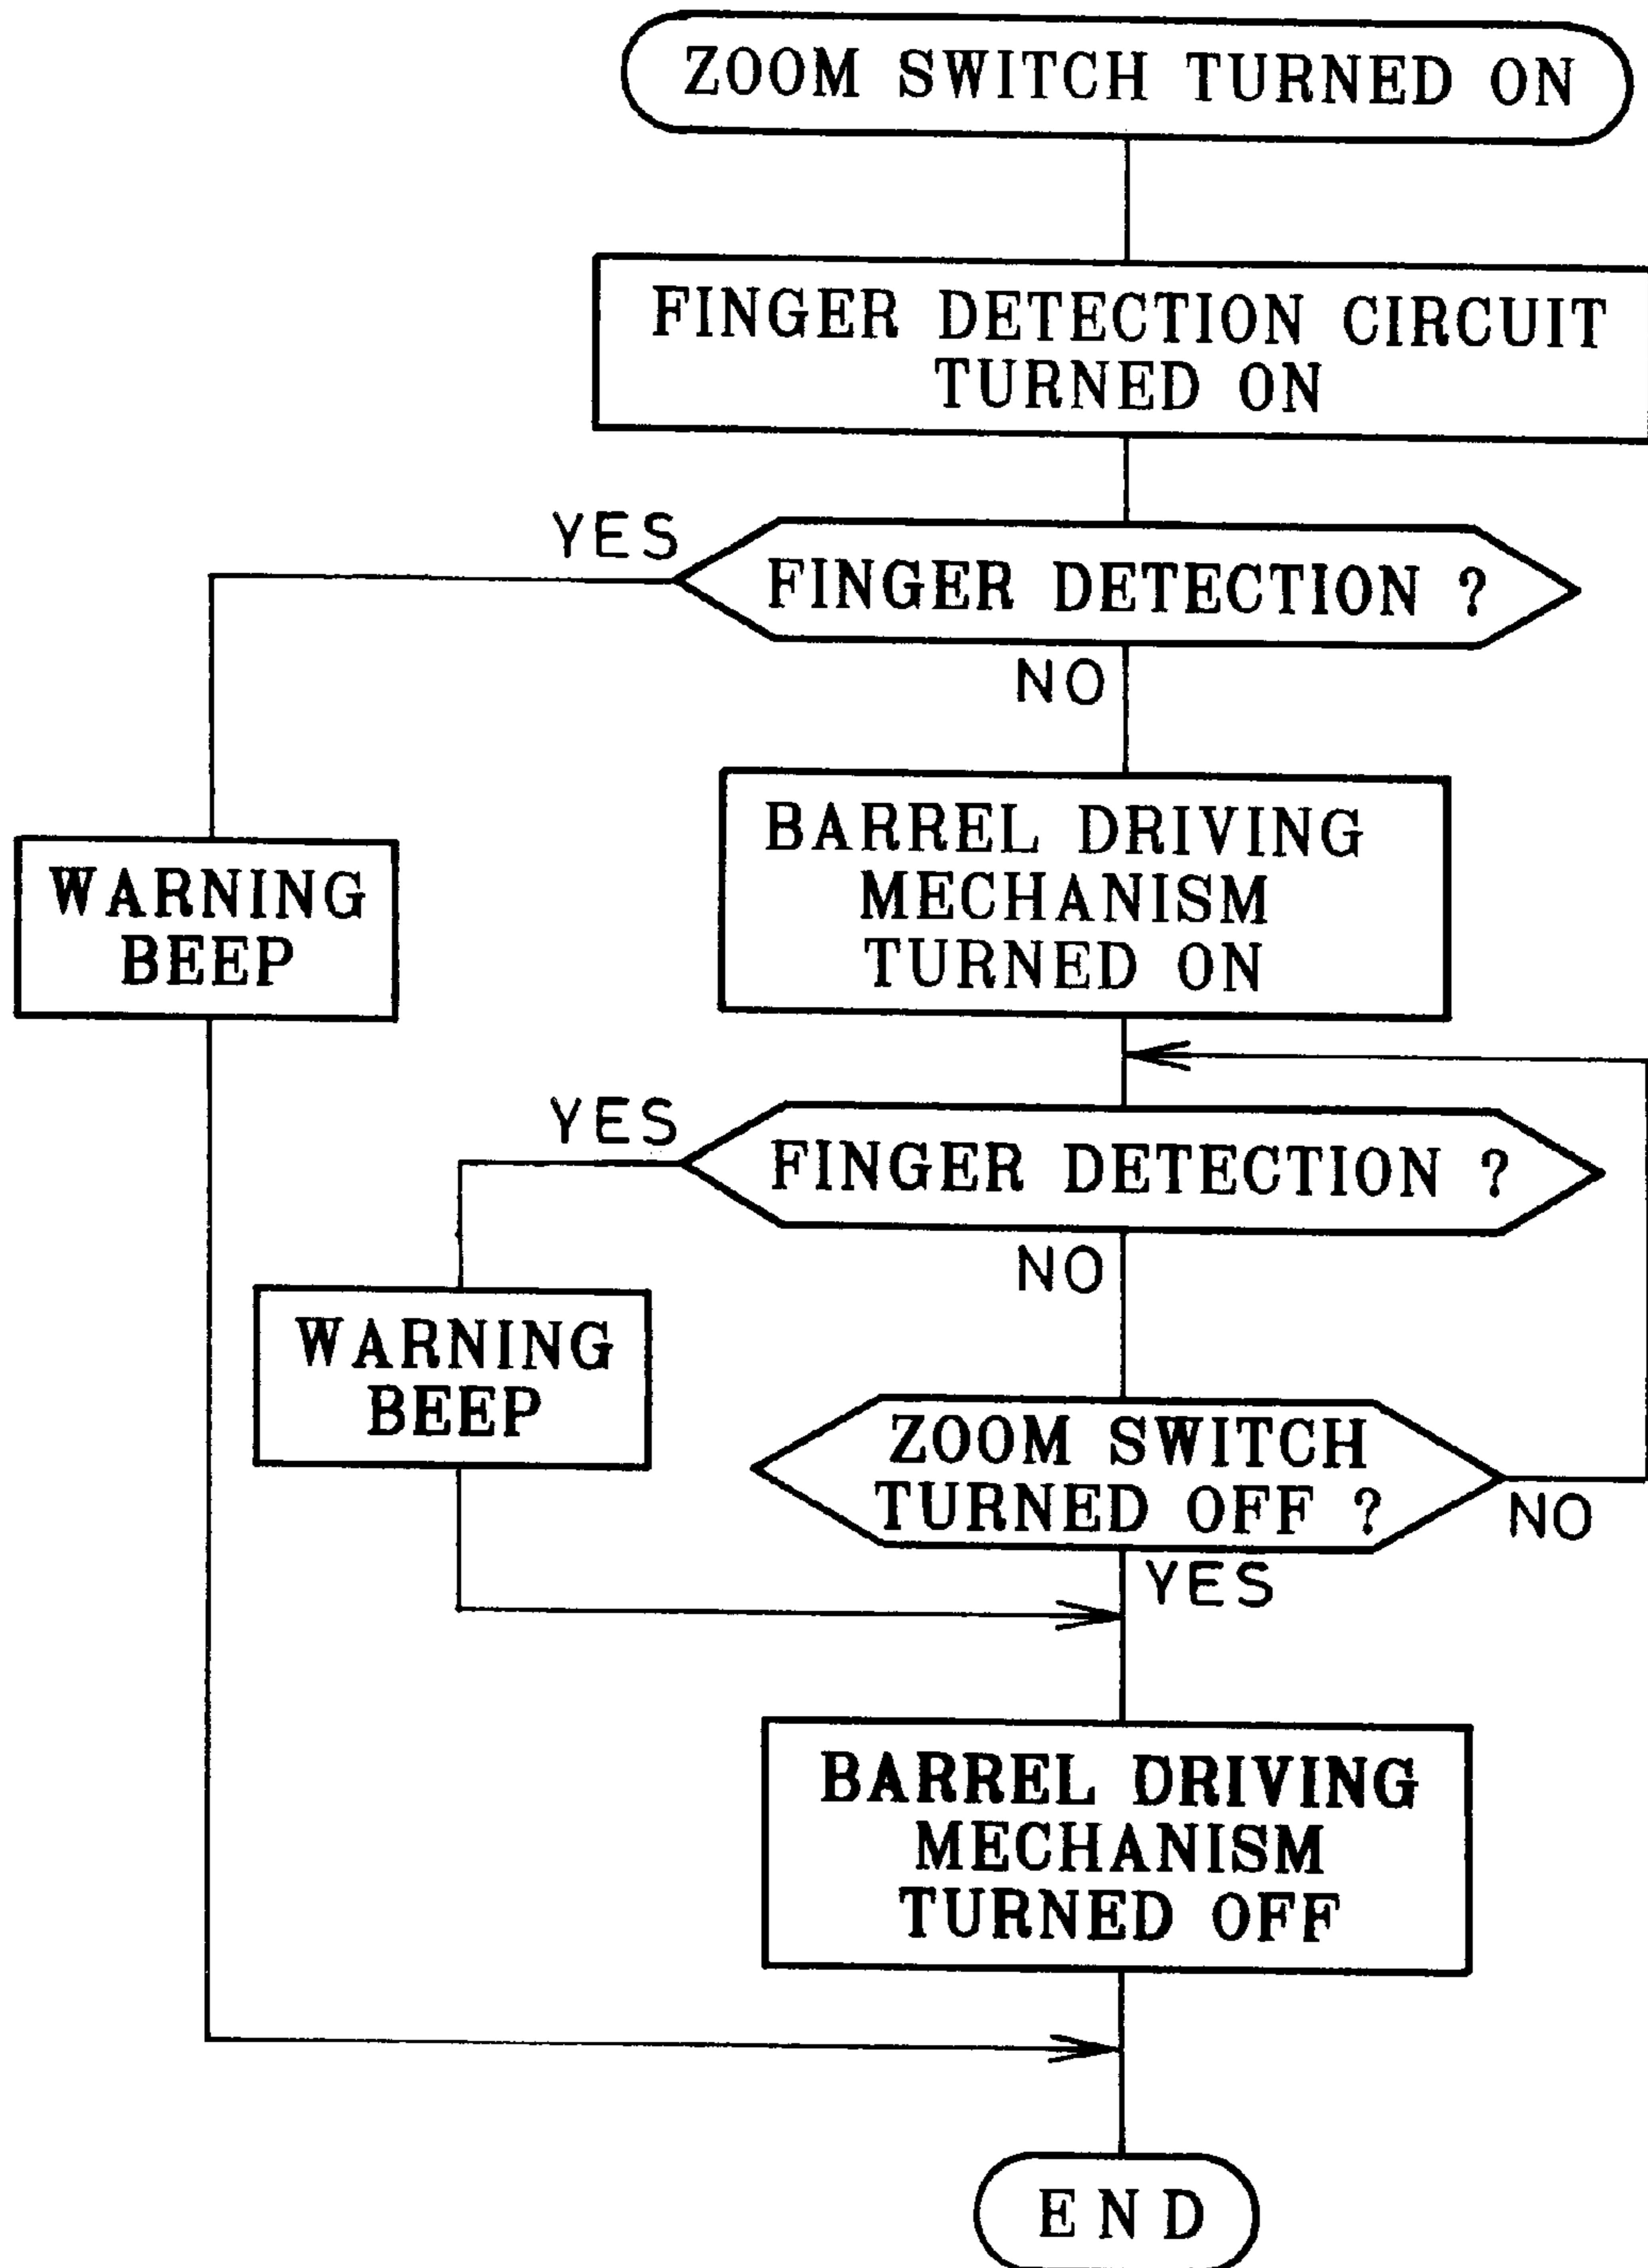 ZOOM SWITCH TURNED ON
FINGER DETECTION CIRCUIT
TURNED ON
YES
FINGER DETECTION ?
NO
BARREL DRIVING
MECHANISM
TURNED ON
WARNING
BEEP
YES
FINGER DETECTION ?
NO
WARNING
BEEP
ZOOM SWITCH
TURNED OFF ?
NO
YES
BARREL DRIVING
MECHANISM
TURNED OFF
END